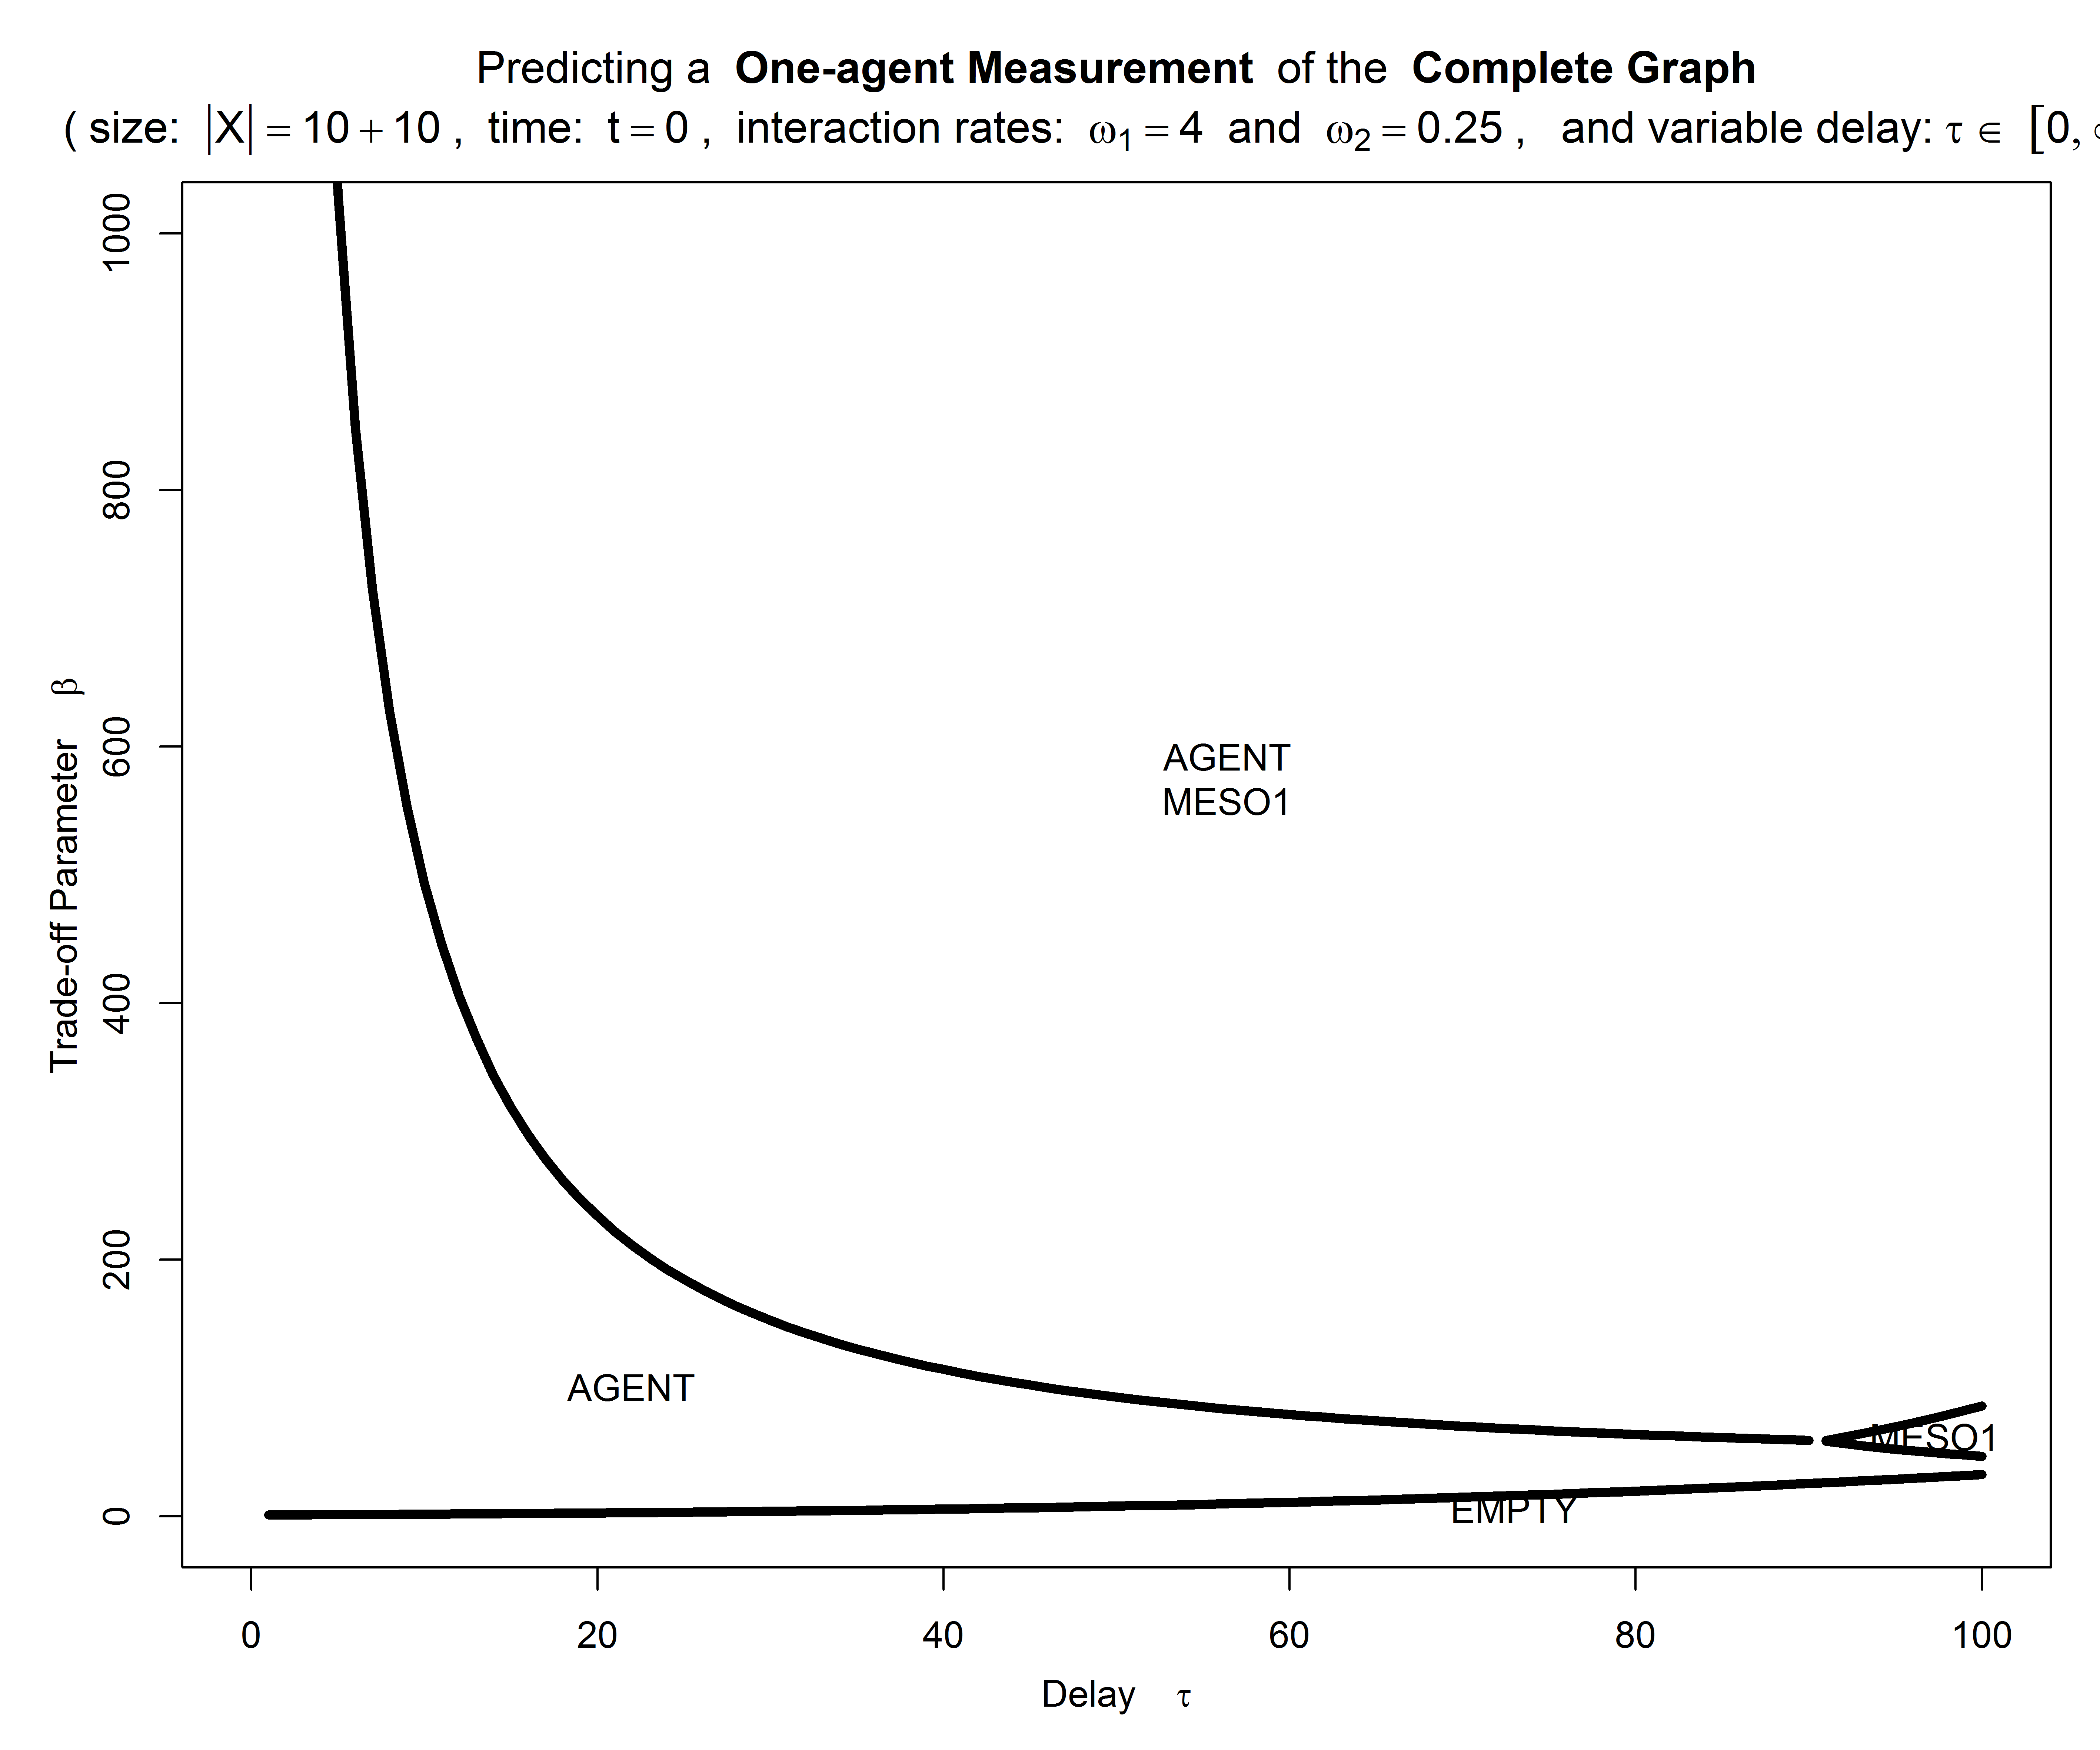 Predicting a One-agent Measurement of the Complete Graph
( size: |X| = 10 + 10 , time: t = 0 , interaction rates: ω1 = 4 and ω2 = 0.25 , and variable delay: τ ∈ [0,
1000
800
600
400
200
0
Trade-off Parameter β
AGENT
MESO1
AGENT
MESO1
EMPTY
0 20 40 60 80 100
Delay τ